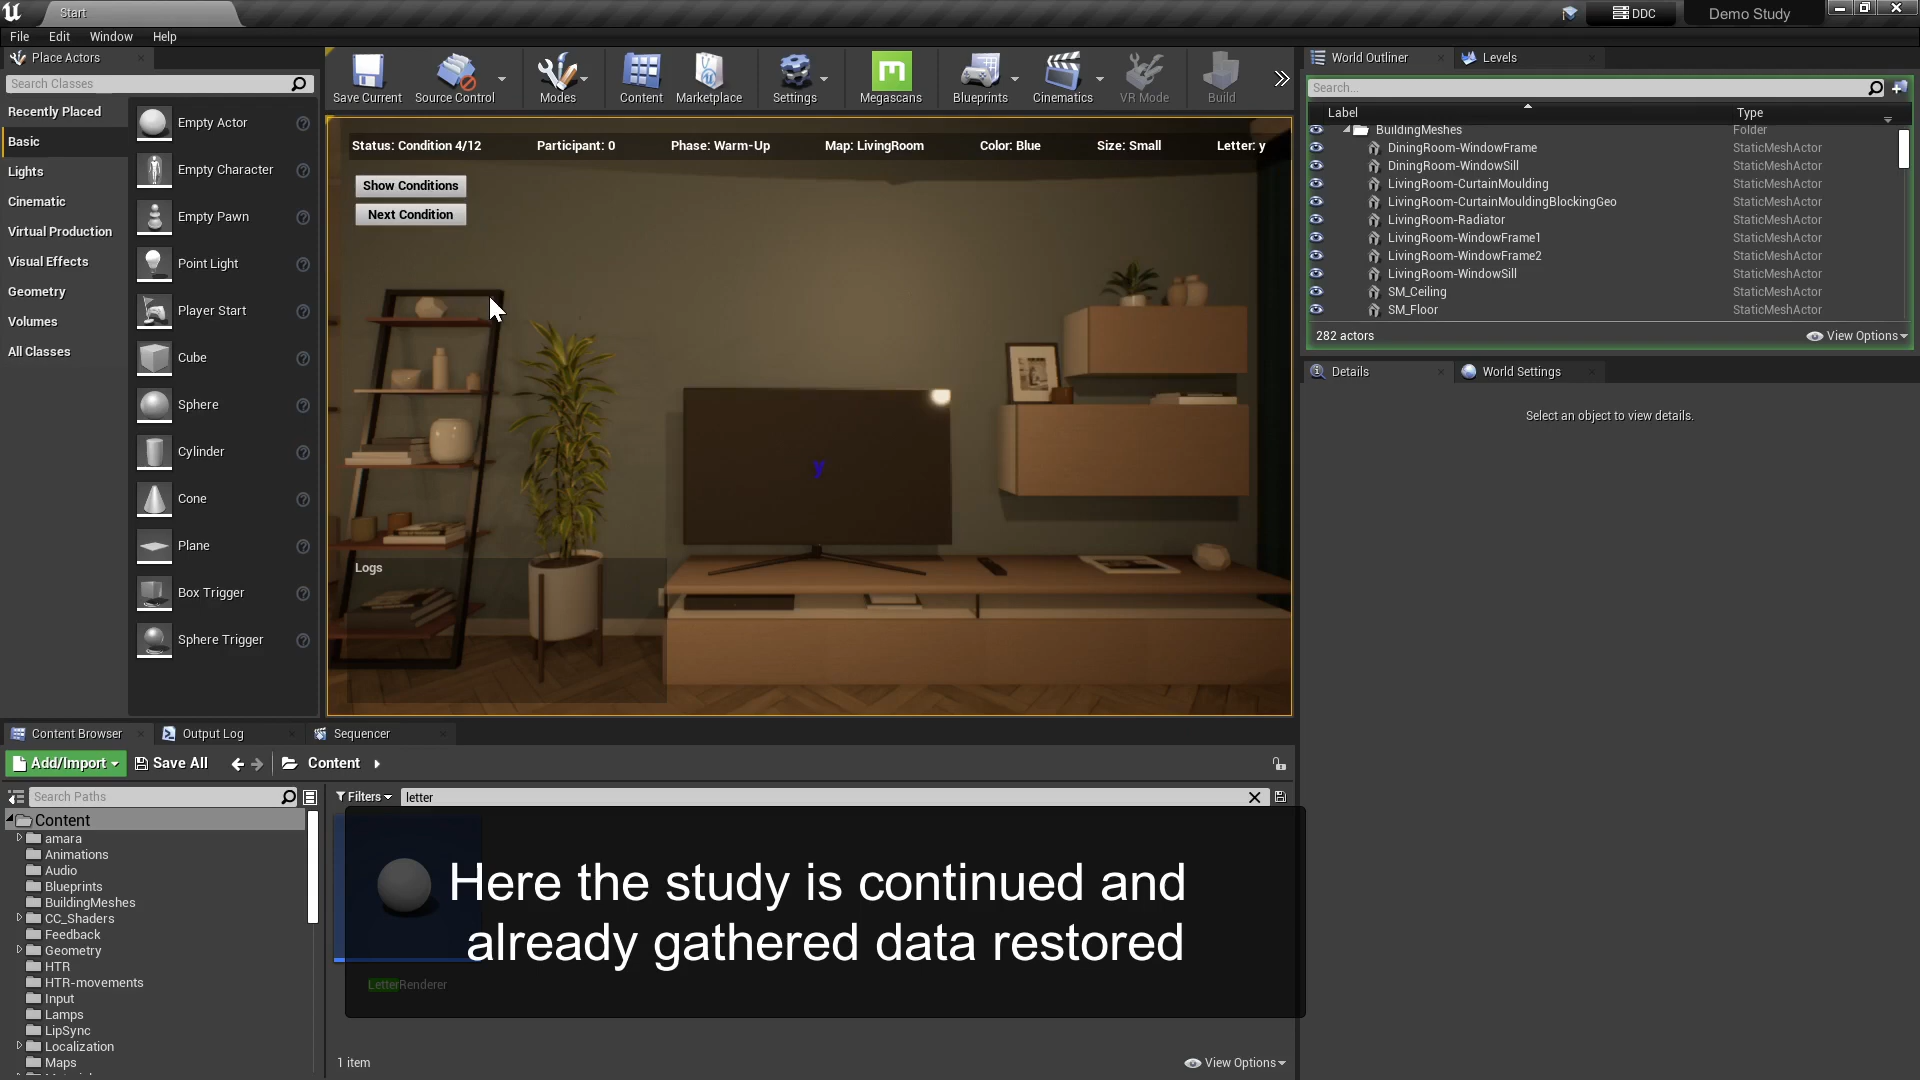 Start
DDC
Demo Study
File Edit Window Help
Place Actors
Search Classes
Recently Placed
Basic
Lights
Cinematic
Virtual Production
Visual Effects
Geometry
Volumes
All Classes
Empty Actor
Empty Character
Empty Pawn
Point Light
Player Start
Cube
Sphere
Cylinder
Cone
Plane
Box Trigger
Sphere Trigger
Save Current Source Control Modes Content Marketplace Settings Megascans Blueprints Cinematics VR Mode Build
Status: Condition 4/12 Participant: 0 Phase: Warm-Up Map: LivingRoom Color: Blue Size: Small Letter: y
Show Conditions
Next Condition
y
Logs
World Outliner Levels
Search...
Label Type
BuildingMeshes Folder
DiningRoom-WindowFrame StaticMeshActor
DiningRoom-WindowSill StaticMeshActor
LivingRoom-CurtainMoulding StaticMeshActor
LivingRoom-CurtainMouldingBlockingGeo StaticMeshActor
LivingRoom-Radiator StaticMeshActor
LivingRoom-WindowFrame1 StaticMeshActor
LivingRoom-WindowFrame2 StaticMeshActor
LivingRoom-WindowSill StaticMeshActor
SM_Ceiling StaticMeshActor
SM_Floor StaticMeshActor
282 actors View Options
Details World Settings
Select an object to view details.
Content Browser Output Log Sequencer
Add/Import Save All Content
Search Paths
Content
amara
Animations
Audio
Blueprints
BuildingMeshes
CC_Shaders
Feedback
Geometry
HTR
HTR-movements
Input
Lamps
LipSync
Localization
Maps
Filters letter
Here the study is continued and
already gathered data restored
LetterRenderer
1 item View Options